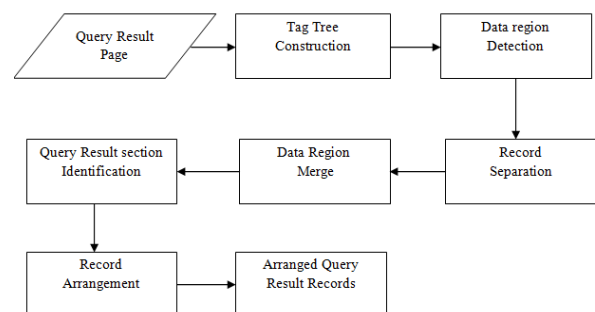 Query Result
Page
Tag Tree
Construction
Data region
Detection
Query Result section
Identification
Data Region
Merge
Record
Separation
Record
Arrangement
Arranged Query
Result Records